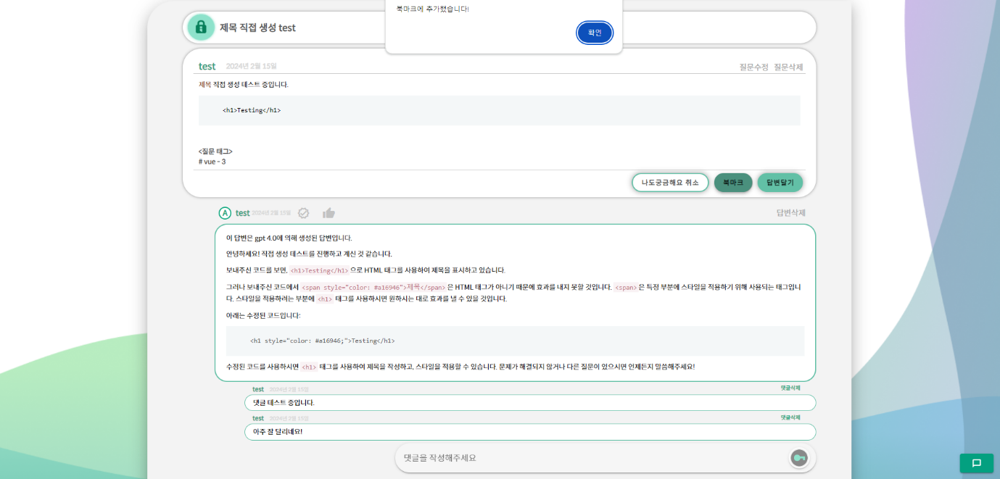 북마크에 추가했습니다!
확인
제목 직접 생성 test
test 2024년 2월 15일 질문수정 질문삭제
제목 직접 생성 테스트 중입니다.
<h1>Testing</h1>
<질문 태그>
# vue - 3
나도궁금해요 취소 북마크 답변달기
A test 2024년 2월 15일 답변삭제
이 답변은 gpt 4.0에 의해 생성된 답변입니다.
안녕하세요! 직접 생성 테스트를 진행하고 계신 것 같습니다.
보내주신 코드를 보면, <h1>Testing</h1> 으로 HTML 태그를 사용하여 제목을 표시하고 있습니다.
그러나 보내주신 코드에서 <span style="color: #a16946">제목</span> 은 HTML 태그가 아니기 때문에 효과를 내지 못할 것입니다. <span> 은 특정 부분에 스타일을 적용하기 위해 사용되는 태그입니
다. 스타일을 적용하려는 부분에 <h1> 태그를 사용하시면 원하시는 대로 효과를 낼 수 있을 것입니다.
아래는 수정된 코드입니다:
<h1 style="color: #a16946;">Testing</h1>
수정된 코드를 사용하시면 <h1> 태그를 사용하여 제목을 작성하고, 스타일을 적용할 수 있습니다. 문제가 해결되지 않거나 다른 질문이 있으시면 언제든지 말씀해주세요!
test 2024년 2월 15일 댓글삭제
댓글 테스트 중입니다.
test 2024년 2월 15일 댓글삭제
아주 잘 달리네요!
댓글을 작성해주세요